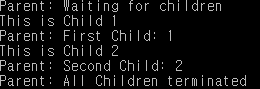 Parent: Waiting for children
This is Child 1
Parent: First Child: 1
This is Child 2
Parent: Second Child: 2
Parent: All Children terminated